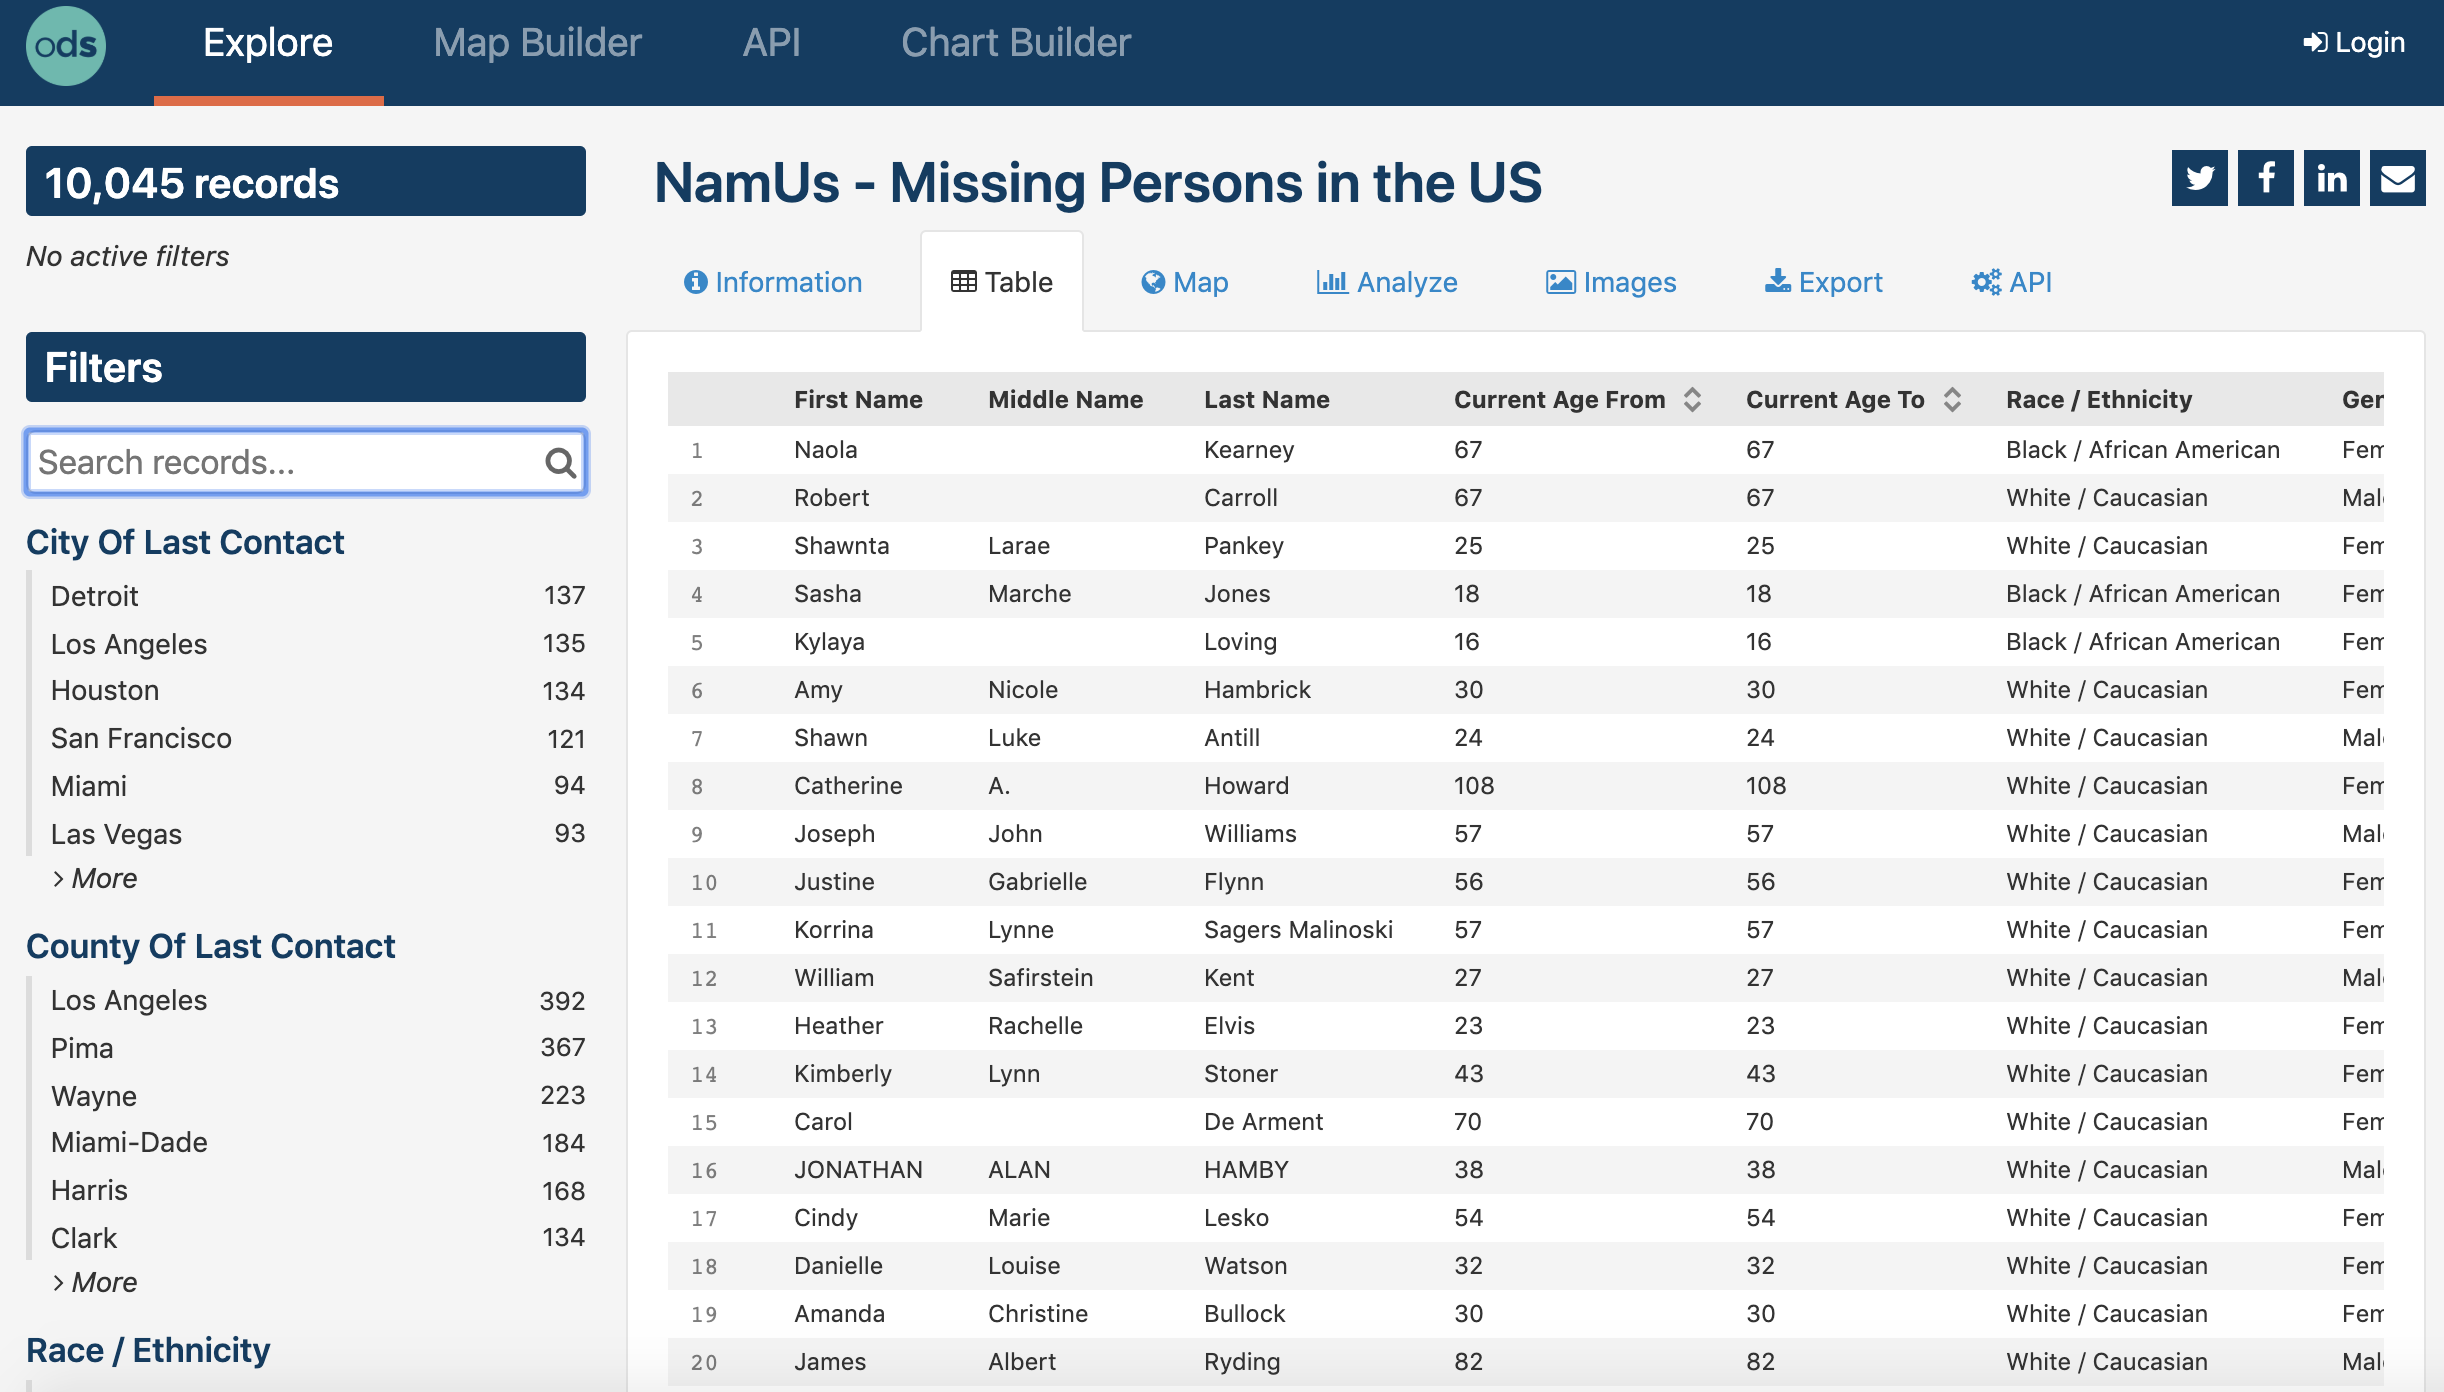 ods Explore Map Builder API Chart Builder Login
10,045 records
No active filters
Filters
Search records...
City Of Last Contact
Detroit 137
Los Angeles 135
Houston 134
San Francisco 121
Miami 94
Las Vegas 93
> More
County Of Last Contact
Los Angeles 392
Pima 367
Wayne 223
Miami-Dade 184
Harris 168
Clark 134
> More
Race / Ethnicity
NamUs - Missing Persons in the US
Information Table Map Analyze Images Export API
First Name Middle Name Last Name Current Age From Current Age To Race / Ethnicity Ger
1 Naola Kearney 67 67 Black / African American Fem
2 Robert Carroll 67 67 White / Caucasian Mal
3 Shawnta Larae Pankey 25 25 White / Caucasian Fem
4 Sasha Marche Jones 18 18 Black / African American Fem
5 Kylaya Loving 16 16 Black / African American Fem
6 Amy Nicole Hambrick 30 30 White / Caucasian Fem
7 Shawn Luke Antill 24 24 White / Caucasian Mal
8 Catherine A. Howard 108 108 White / Caucasian Fem
9 Joseph John Williams 57 57 White / Caucasian Mal
10 Justine Gabrielle Flynn 56 56 White / Caucasian Fem
11 Korrina Lynne Sagers Malinoski 57 57 White / Caucasian Fem
12 William Safirstein Kent 27 27 White / Caucasian Mal
13 Heather Rachelle Elvis 23 23 White / Caucasian Fem
14 Kimberly Lynn Stoner 43 43 White / Caucasian Fem
15 Carol De Arment 70 70 White / Caucasian Fem
16 JONATHAN ALAN HAMBY 38 38 White / Caucasian Mal
17 Cindy Marie Lesko 54 54 White / Caucasian Fem
18 Danielle Louise Watson 32 32 White / Caucasian Fem
19 Amanda Christine Bullock 30 30 White / Caucasian Fem
20 James Albert Ryding 82 82 White / Caucasian Mal